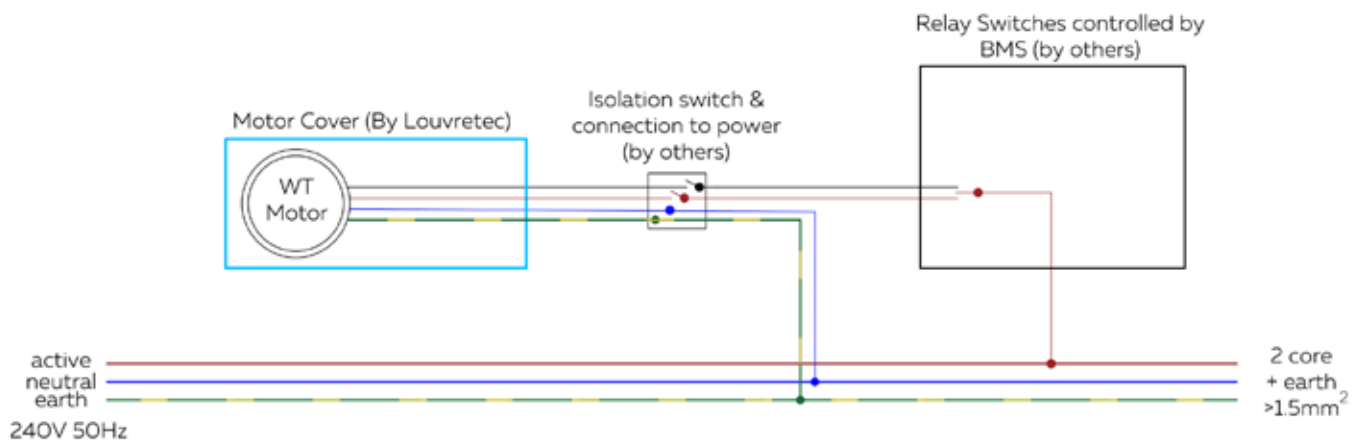 Relay Switches controlled by
BMS (by others)
Isolation switch &
connection to power
(by others)
Motor Cover (By Louvretec)
WT
Motor
active
neutral
earth
240V 50Hz
2 core
+ earth
>1.5mm²